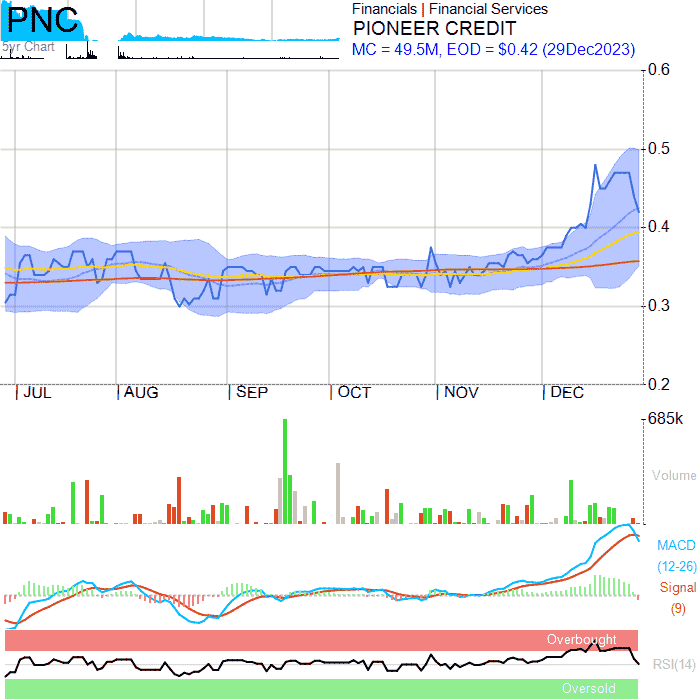 PNC
5yr Chart
Financials | Financial Services
PIONEER CREDIT
MC = 49.5M, EOD = $0.42 (29Dec2023)
0.6
0.5
0.4
0.3
0.2
JUL AUG SEP OCT NOV DEC
685k
Volume
MACD
(12-26)
Signal
(9)
Overbought
RSI(14)
Oversold